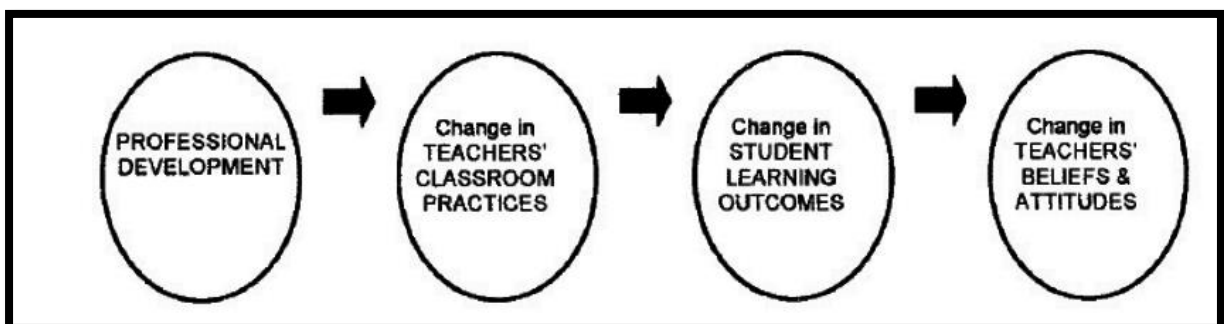 PROFESSIONAL
DEVELOPMENT
Change in
TEACHERS'
CLASSROOM
PRACTICES
Change in
STUDENT
LEARNING
OUTCOMES
Change in
TEACHERS'
BELIEFS &
ATTITUDES